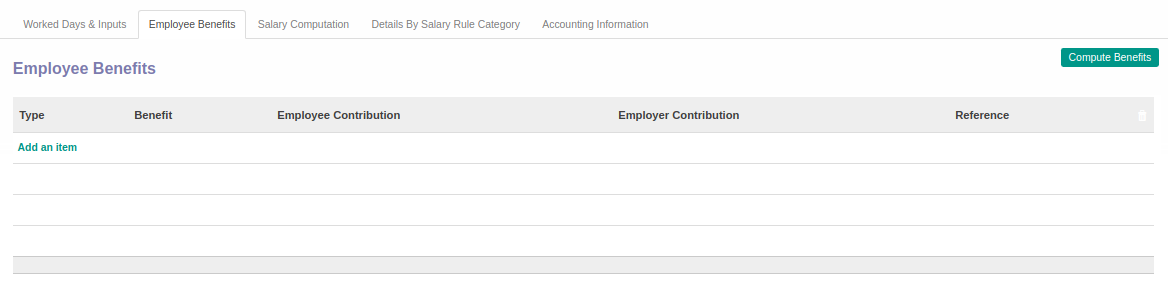 Worked Days & Inputs Employee Benefits Salary Computation Details By Salary Rule Category Accounting Information
Compute Benefits
Employee Benefits
Type Benefit Employee Contribution Employer Contribution Reference
Add an item